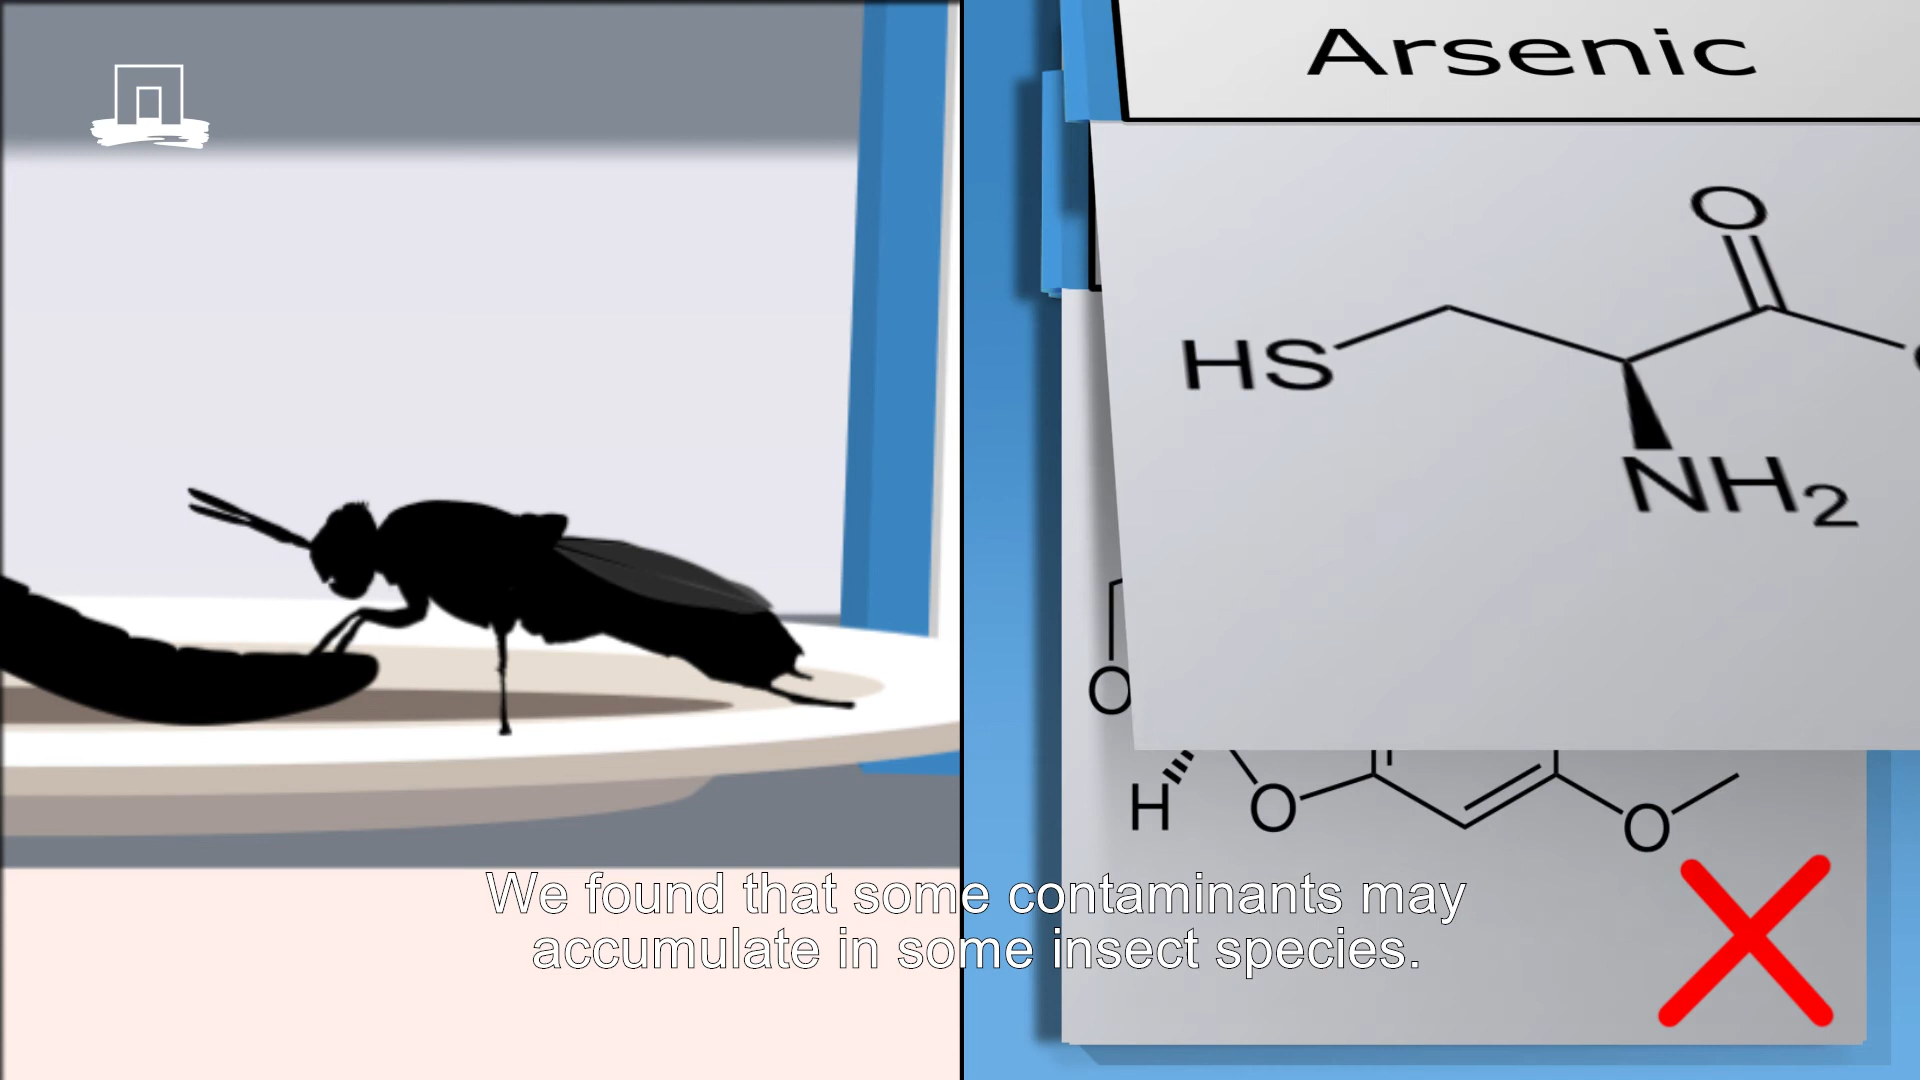 Arsenic
O
HS
NH2
O
H
O
O
We found that some contaminants may
accumulate in some insect species.